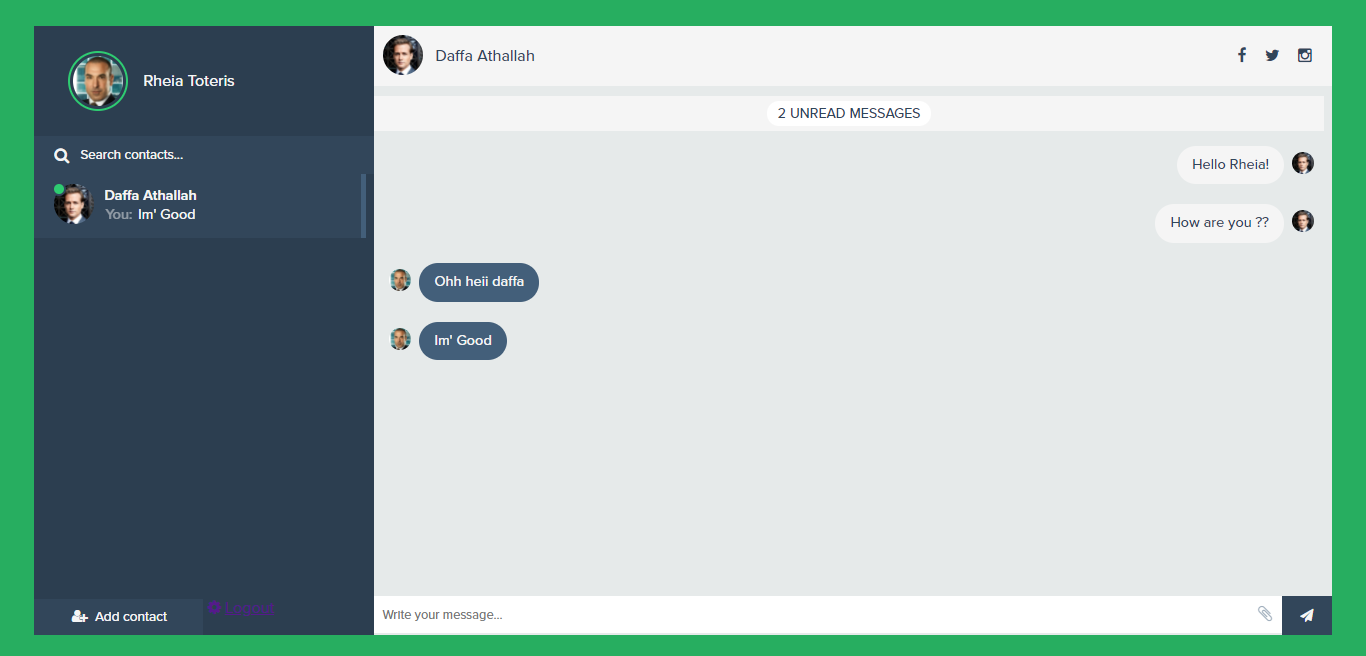 Rheia Toteris
Daffa Athallah
2 UNREAD MESSAGES
Search contacts...
Daffa Athallah
You: Im' Good
Hello Rheia!
How are you ??
Ohh heii daffa
Im' Good
Add contact
Write your message...